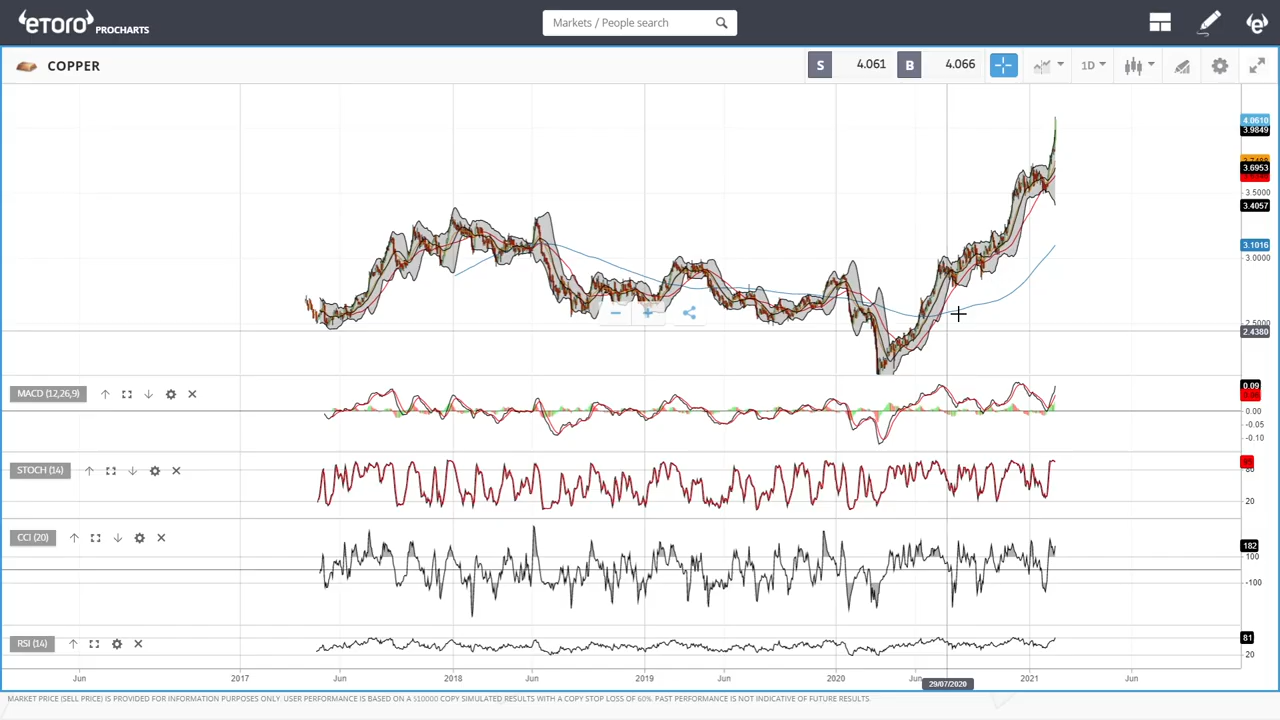 eToro PROCHARTS
Markets / People search
COPPER
S 4.061 B 4.066 1D
4.0610
3.9849
3.6953
3.5000
3.4057
3.1016
3.0000
2.5000
2.4380
MACD (12,26,9)
0.09
0.00
-0.05
-0.10
STOCH (14)
80
20
CCI (20)
182
100
-100
RSI (14)
81
20
Jun 2017 Jun 2018 Jun 2019 Jun 2020 Jun 2021 Jun
29/07/2020
MARKET PRICE (SELL PRICE) IS PROVIDED FOR INFORMATION PURPOSES ONLY. USER PERFORMANCE IS BASED ON A $10000 COPY SIMULATED RESULTS WITH A COPY STOP LOSS OF 60%. PAST PERFORMANCE IS NOT INDICATIVE OF FUTURE RESULTS.